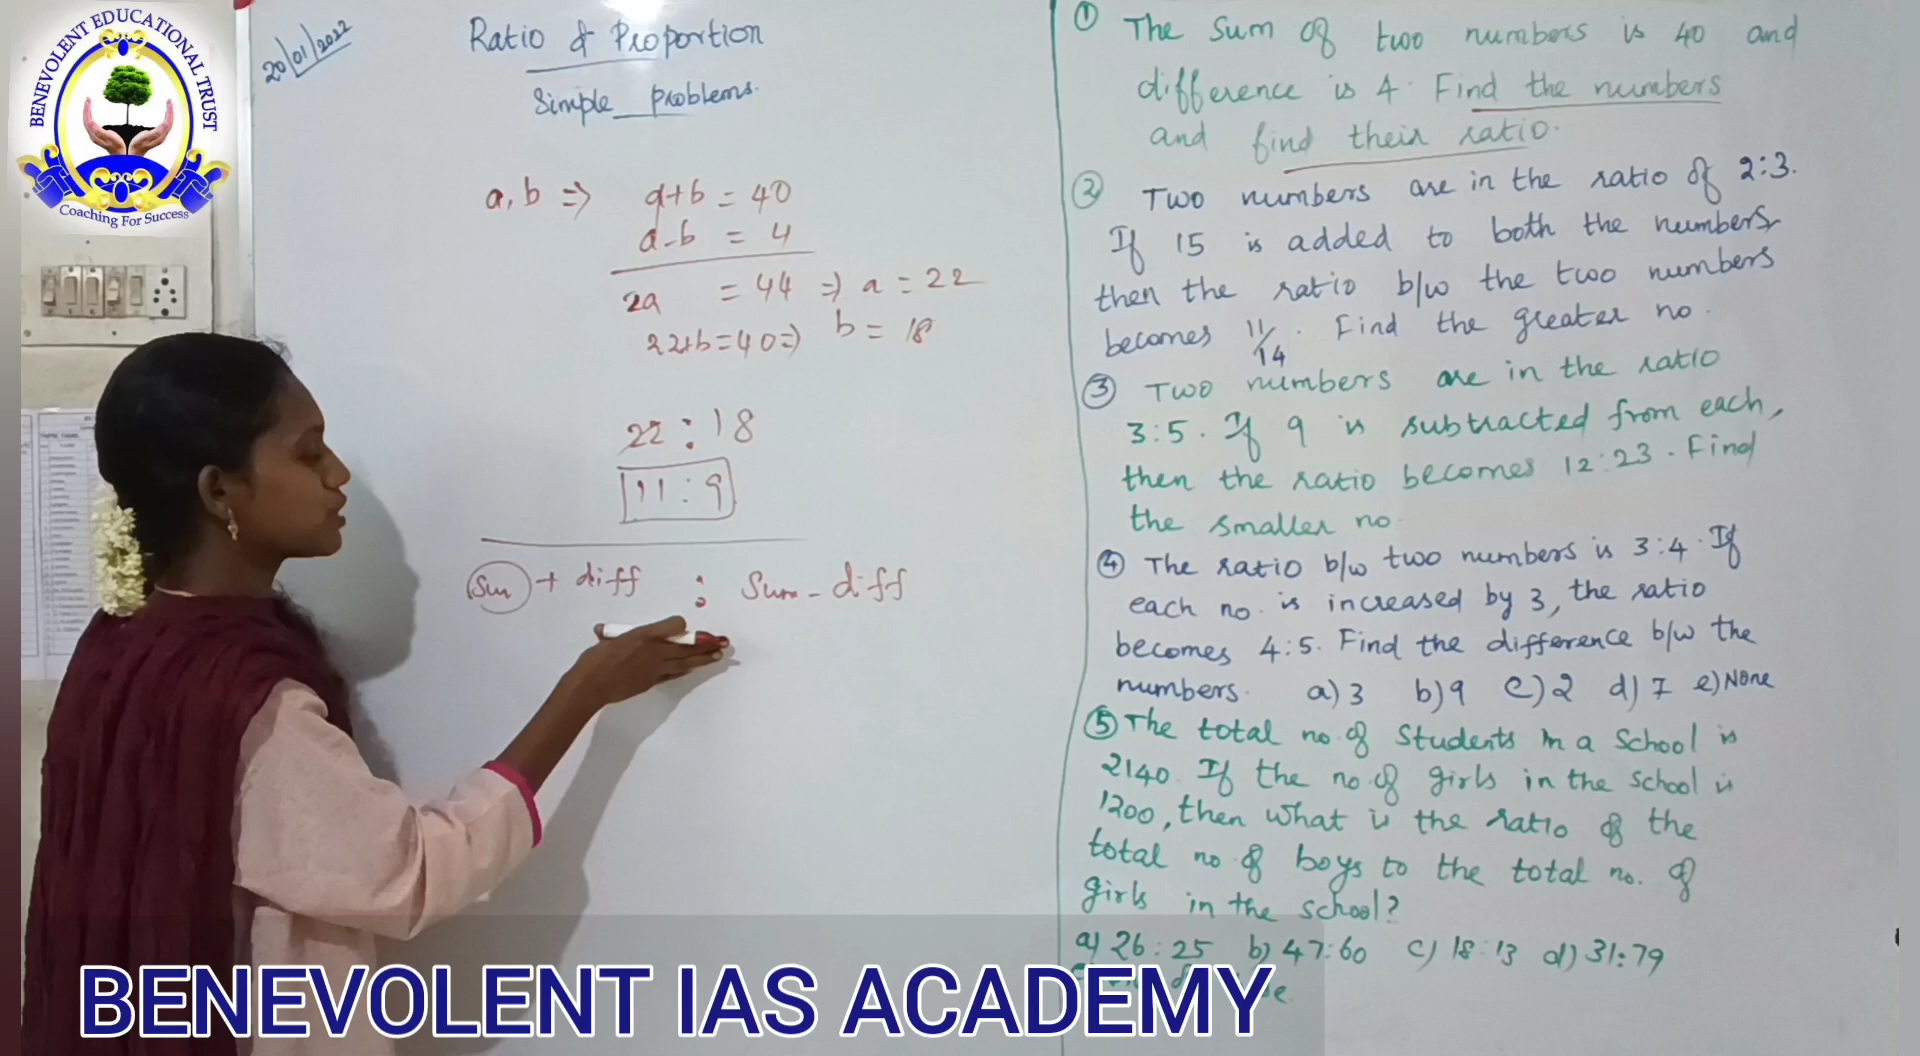 BENEVOLENT EDUCATIONAL TRUST
Coaching For Success
20/01/2022
Ratio & Proportion
Simple problems.
a, b => a+b = 40
a-b = 4
2a = 44 => a = 22
22+b=40=> b = 18
22 : 18
11 : 9
Sum + diff : Sum - diff
① The Sum of two numbers is 40 and
difference is 4. Find the numbers
and find their ratio.
② Two numbers are in the ratio of 2:3.
If 15 is added to both the numbers,
then the ratio b/w the two numbers
becomes 11/14. Find the greater no.
③ Two numbers are in the ratio
3:5. If 9 is subtracted from each,
then the ratio becomes 12:23. Find
the smaller no.
④ The ratio b/w two numbers is 3:4. If
each no. is increased by 3, the ratio
becomes 4:5. Find the difference b/w the
numbers. a) 3 b) 9 c) 2 d) 7 e) None
⑤ The total no. of Students in a School is
2140. If the no. of girls in the school is
1200, then what is the ratio of the
total no. of boys to the total no. of
girls in the school?
a) 26:25 b) 47:60 c) 18:13 d) 31:79
BENEVOLENT IAS ACADEMY